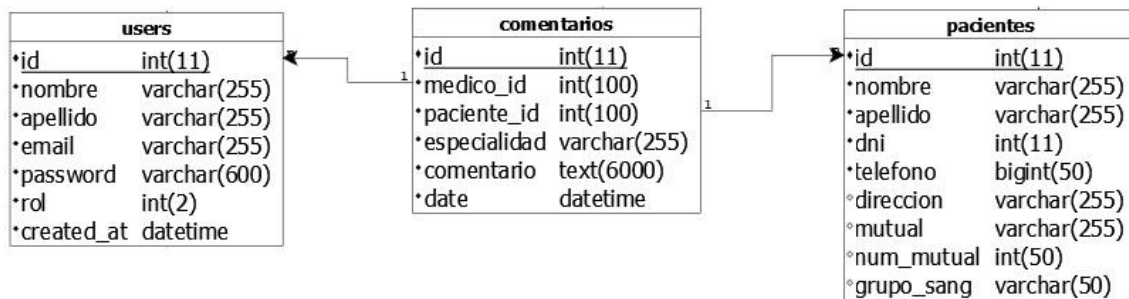 users
id int(11)
nombre varchar(255)
apellido varchar(255)
email varchar(255)
password varchar(600)
rol int(2)
created_at datetime
1
comentarios
id int(11)
medico_id int(100)
paciente_id int(100)
especialidad varchar(255)
comentario text(6000)
date datetime
1
pacientes
id int(11)
nombre varchar(255)
apellido varchar(255)
dni int(11)
telefono bigint(50)
direccion varchar(255)
mutual varchar(255)
num_mutual int(50)
grupo_sang varchar(50)